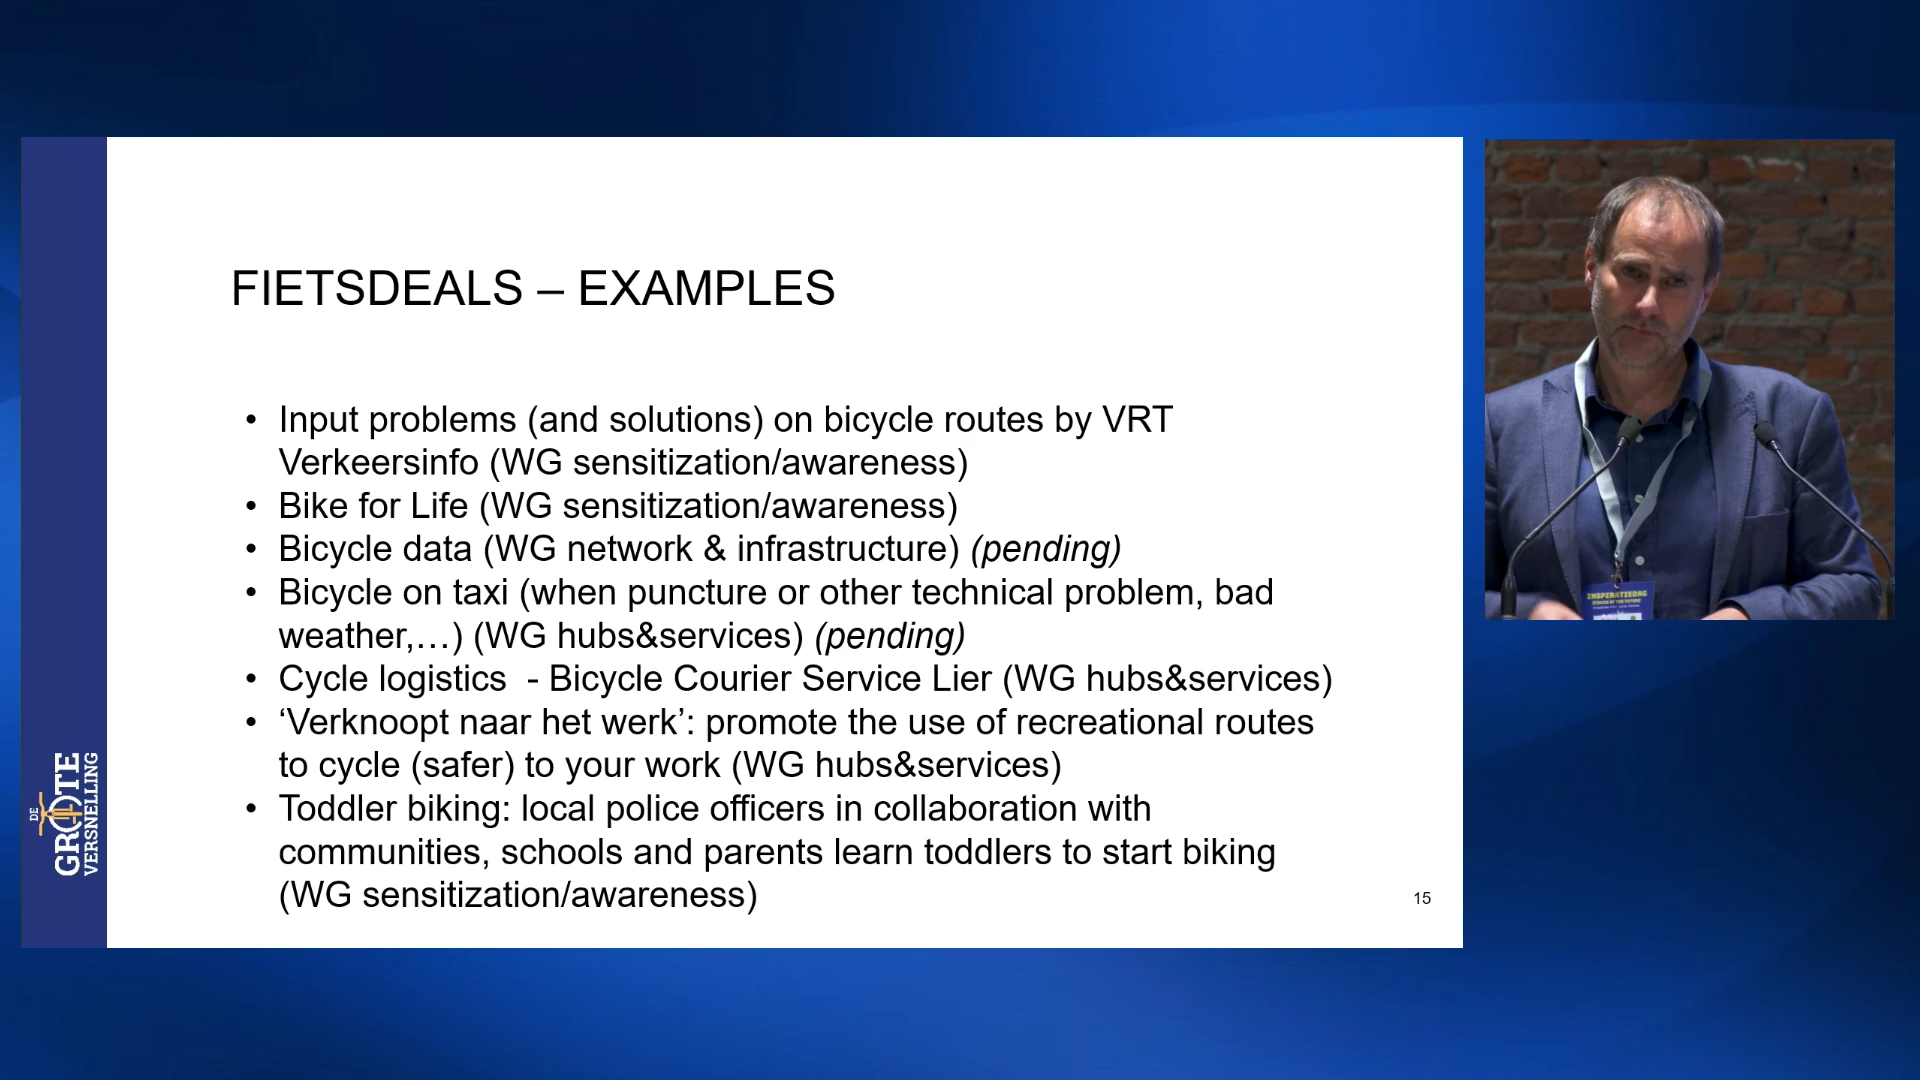 FIETSDEALS – EXAMPLES
• Input problems (and solutions) on bicycle routes by VRT
Verkeersinfo (WG sensitization/awareness)
• Bike for Life (WG sensitization/awareness)
• Bicycle data (WG network & infrastructure) (pending)
• Bicycle on taxi (when puncture or other technical problem, bad
weather,…) (WG hubs&services) (pending)
• Cycle logistics  - Bicycle Courier Service Lier (WG hubs&services)
• ‘Verknoopt naar het werk’: promote the use of recreational routes
to cycle (safer) to your work (WG hubs&services)
• Toddler biking: local police officers in collaboration with
communities, schools and parents learn toddlers to start biking
(WG sensitization/awareness)
15
DE
GROTE
VERSNELLING
INSPIRATIEDAG